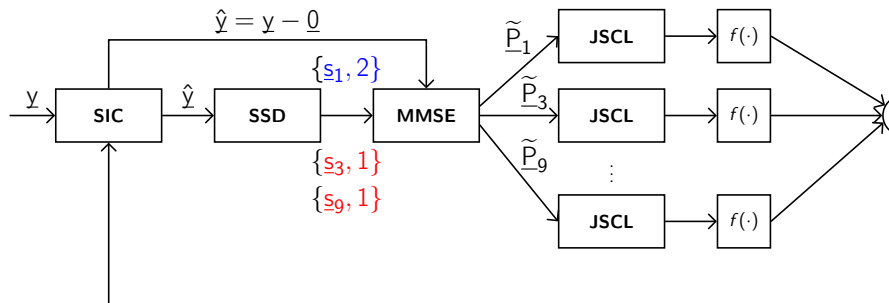 ŷ = y − 0
{s₁, 2}
y
SIC
ŷ
SSD
MMSE
{s₃, 1}
{s₉, 1}
P̃₁
JSCL
f(·)
P̃₃
JSCL
f(·)
P̃₉
⋮
JSCL
f(·)